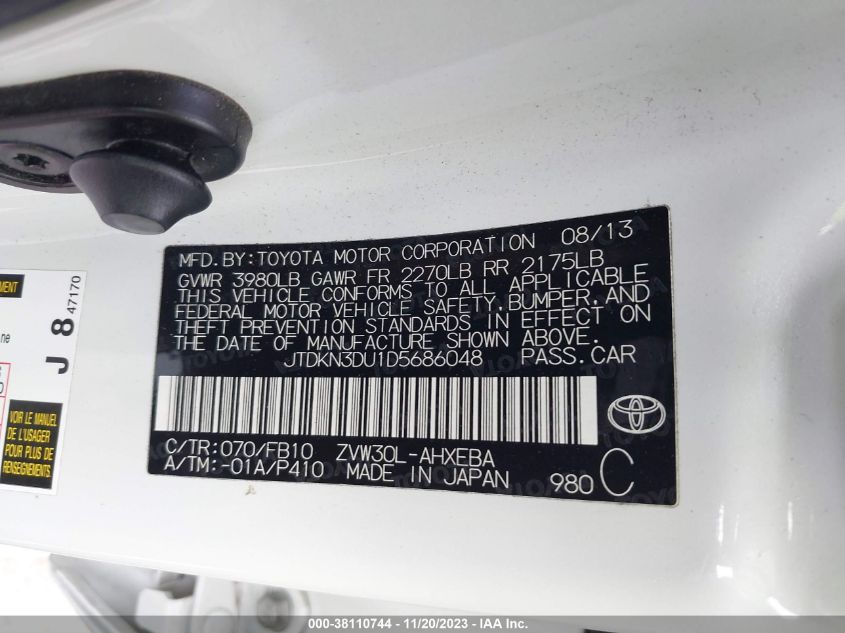 MFD. BY: TOYOTA MOTOR CORPORATION 08/13
GVWR 3980LB GAWR FR 2270LB RR 2175LB
THIS VEHICLE CONFORMS TO ALL APPLICABLE
FEDERAL MOTOR VEHICLE SAFETY, BUMPER, AND
THEFT PREVENTION STANDARDS IN EFFECT ON
THE DATE OF MANUFACTURE SHOWN ABOVE.
JTDKN3DU1D5686048 PASS. CAR
C/TR: 070/FB10 ZVW30L-AHXEBA
A/TM: -01A/P410 MADE IN JAPAN 980 C
J 8 47170
VOIR LE MANUEL
DE L'USAGER
POUR PLUS DE
RENSEIGNEMENTS
000-38110744 - 11/20/2023 - IAA Inc.